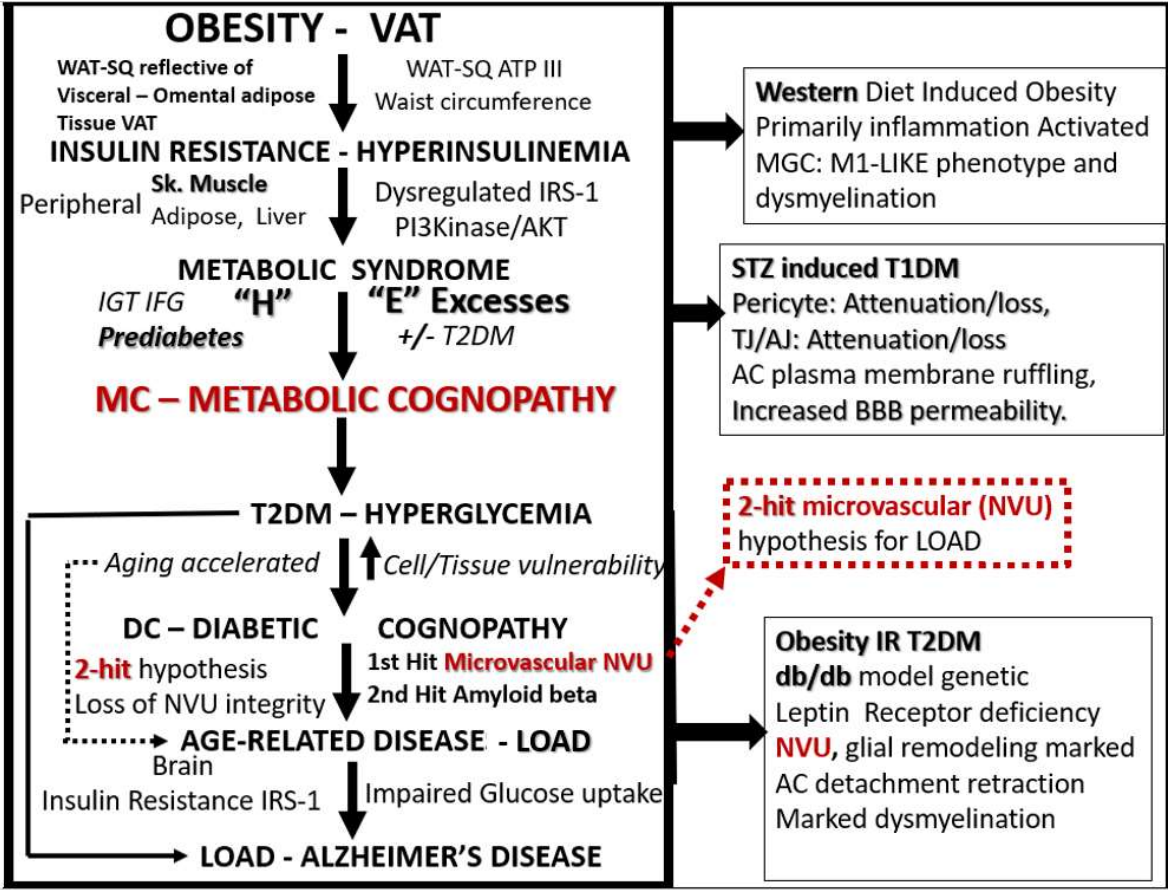 OBESITY - VAT
WAT-SQ reflective of
Visceral – Omental adipose
Tissue VAT
WAT-SQ ATP III
Waist circumference
INSULIN RESISTANCE - HYPERINSULINEMIA
Peripheral
Sk. Muscle
Adipose, Liver
Dysregulated IRS-1
PI3Kinase/AKT
METABOLIC SYNDROME
IGT IFG
Prediabetes
“H”
“E” Excesses
+/- T2DM
MC – METABOLIC COGNOPATHY
T2DM – HYPERGLYCEMIA
Aging accelerated
Cell/Tissue vulnerability
DC – DIABETIC COGNOPATHY
2-hit hypothesis
Loss of NVU integrity
1st Hit Microvascular NVU
2nd Hit Amyloid beta
AGE-RELATED DISEASE - LOAD
Brain
Insulin Resistance IRS-1
Impaired Glucose uptake
LOAD - ALZHEIMER’S DISEASE
Western Diet Induced Obesity
Primarily inflammation Activated
MGC: M1-LIKE phenotype and
dysmyelination
STZ induced T1DM
Pericyte: Attenuation/loss,
TJ/AJ: Attenuation/loss
AC plasma membrane ruffling,
Increased BBB permeability.
2-hit microvascular (NVU)
hypothesis for LOAD
Obesity IR T2DM
db/db model genetic
Leptin Receptor deficiency
NVU, glial remodeling marked
AC detachment retraction
Marked dysmyelination